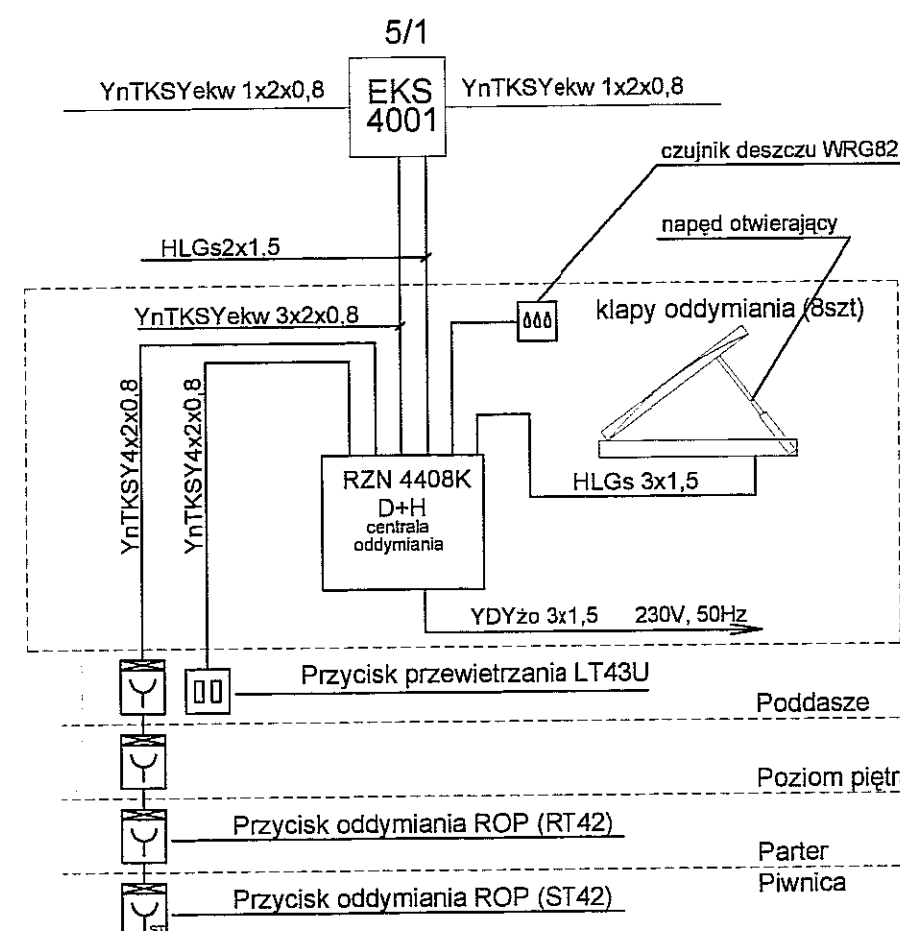 5/1
YnTKSYekw 1x2x0,8
EKS
4001
YnTKSYekw 1x2x0,8
czujnik deszczu WRG82
napęd otwierający
HLGs2x1,5
YnTKSYekw 3x2x0,8
klapy oddymiania (8szt)
YnTKSY4x2x0,8
YnTKSY4x2x0,8
RZN 4408K
D+H
centrala
oddymiania
HLGs 3x1,5
YDYżo 3x1,5 230V, 50Hz
Przycisk przewietrzania LT43U
Poddasze
Poziom piętr
Przycisk oddymiania ROP (RT42)
Parter
Piwnica
Przycisk oddymiania ROP (ST42)
ST